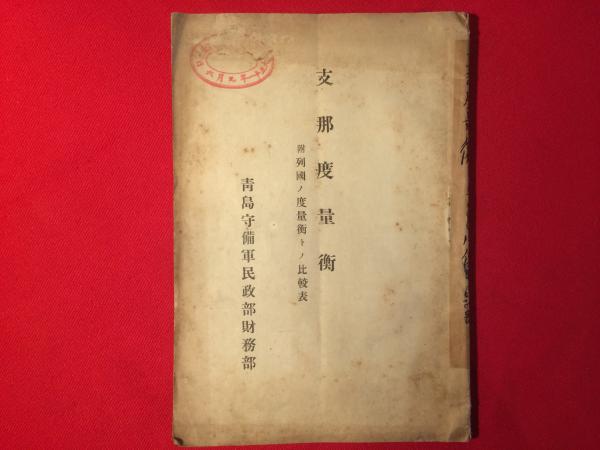 支那度量衡
附列國ノ度量衡トノ比較表
青島守備軍民政部財務部